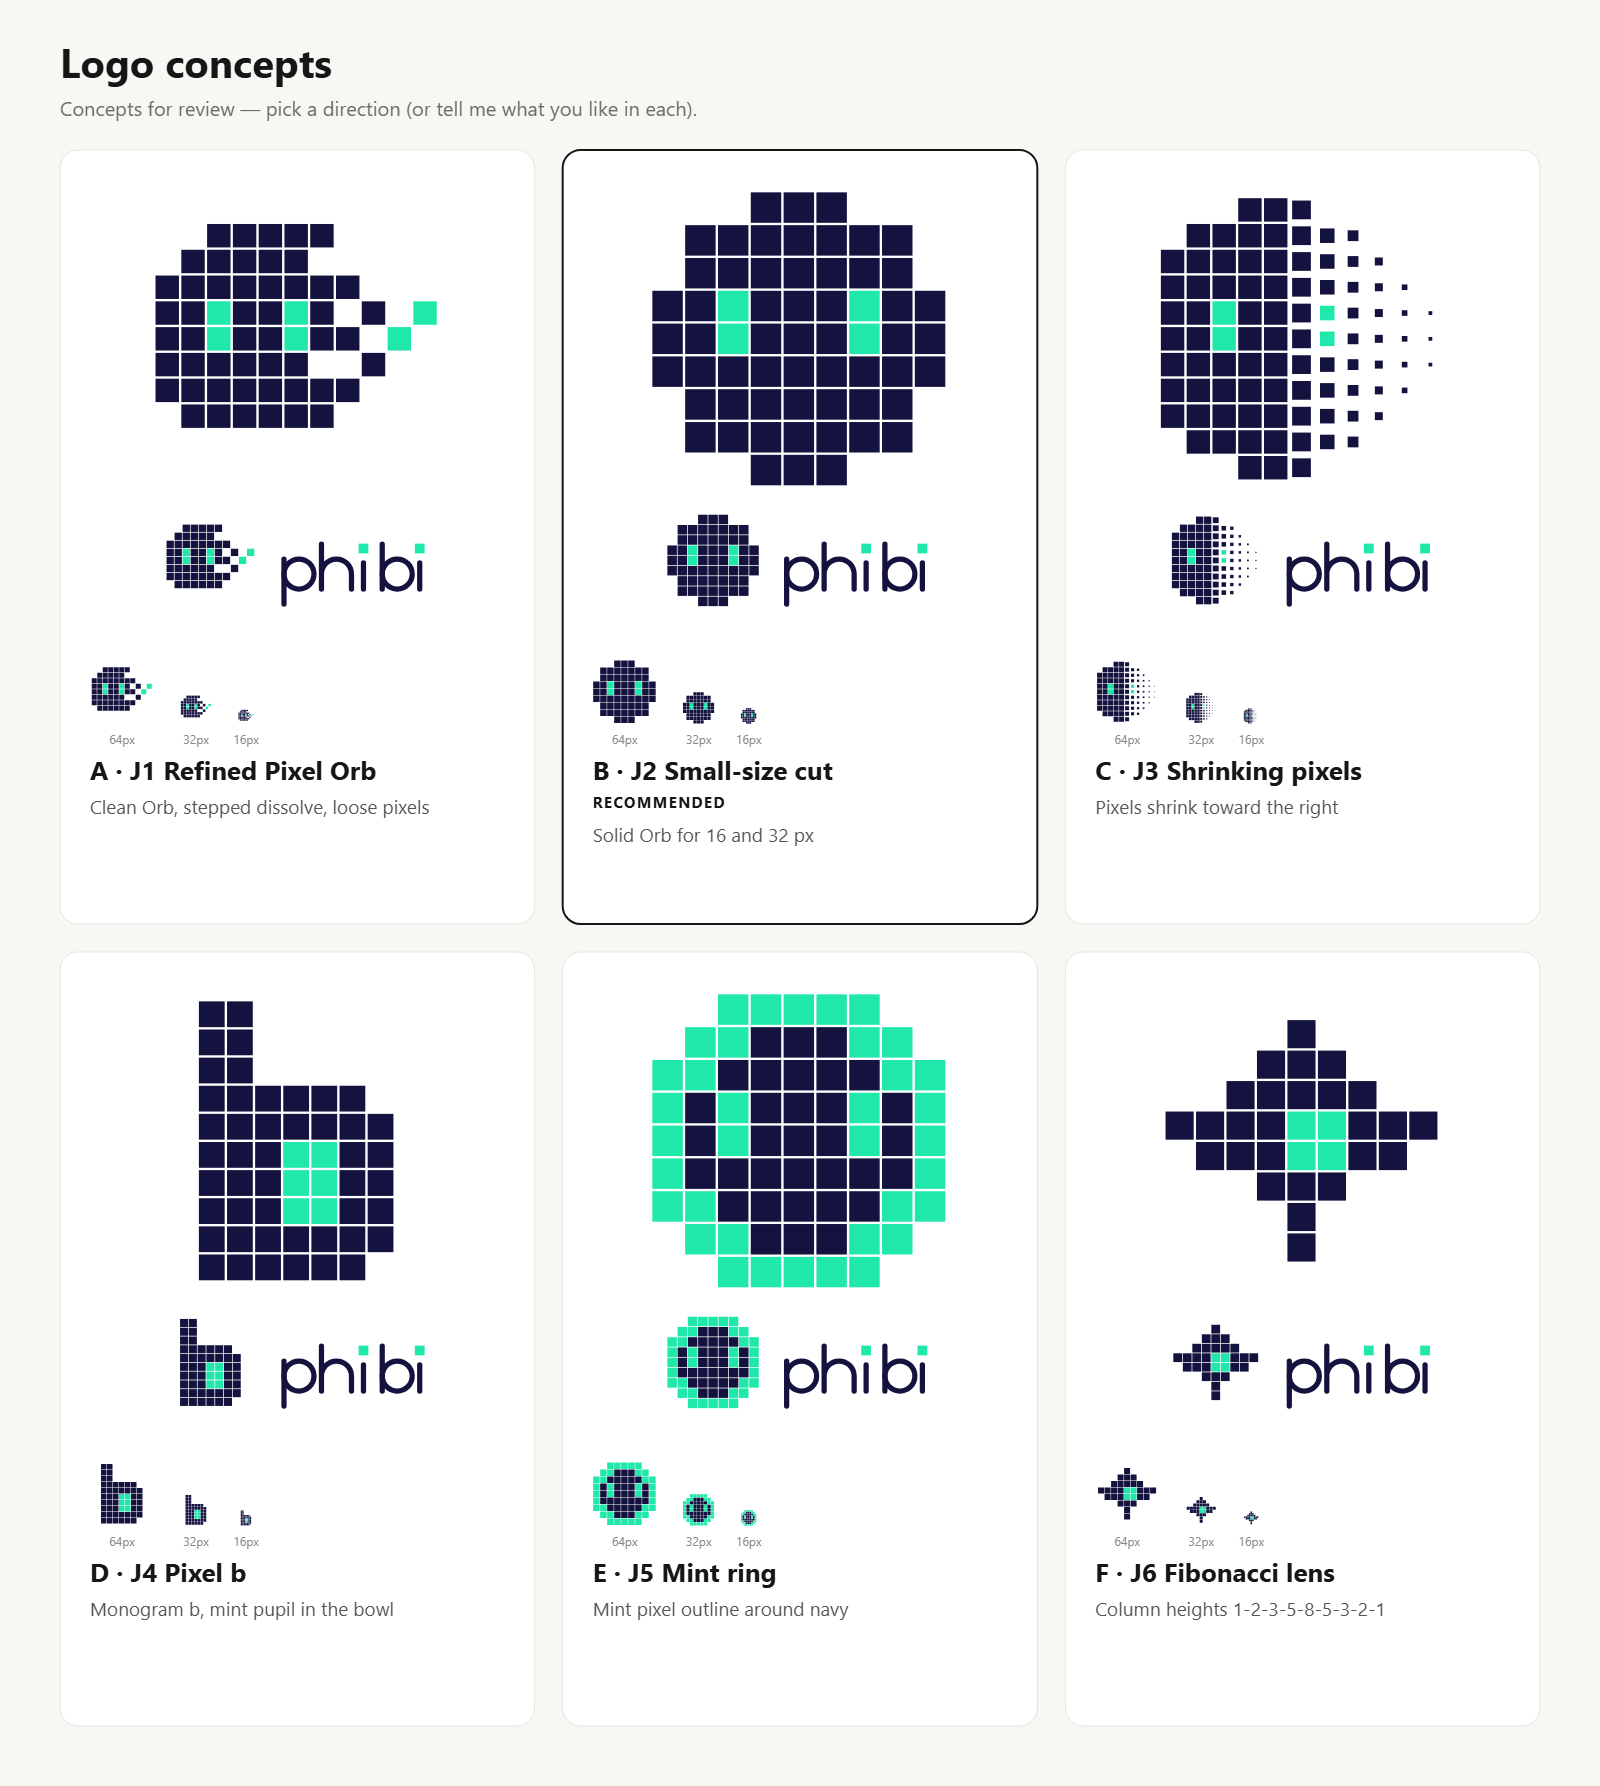 Logo concepts
Concepts for review — pick a direction (or tell me what you like in each).
phibi
64px 32px 16px
A · J1 Refined Pixel Orb
Clean Orb, stepped dissolve, loose pixels
phibi
64px 32px 16px
B · J2 Small-size cut
RECOMMENDED
Solid Orb for 16 and 32 px
phibi
64px 32px 16px
C · J3 Shrinking pixels
Pixels shrink toward the right
b
phibi
64px 32px 16px
D · J4 Pixel b
Monogram b, mint pupil in the bowl
phibi
64px 32px 16px
E · J5 Mint ring
Mint pixel outline around navy
phibi
64px 32px 16px
F · J6 Fibonacci lens
Column heights 1-2-3-5-8-5-3-2-1